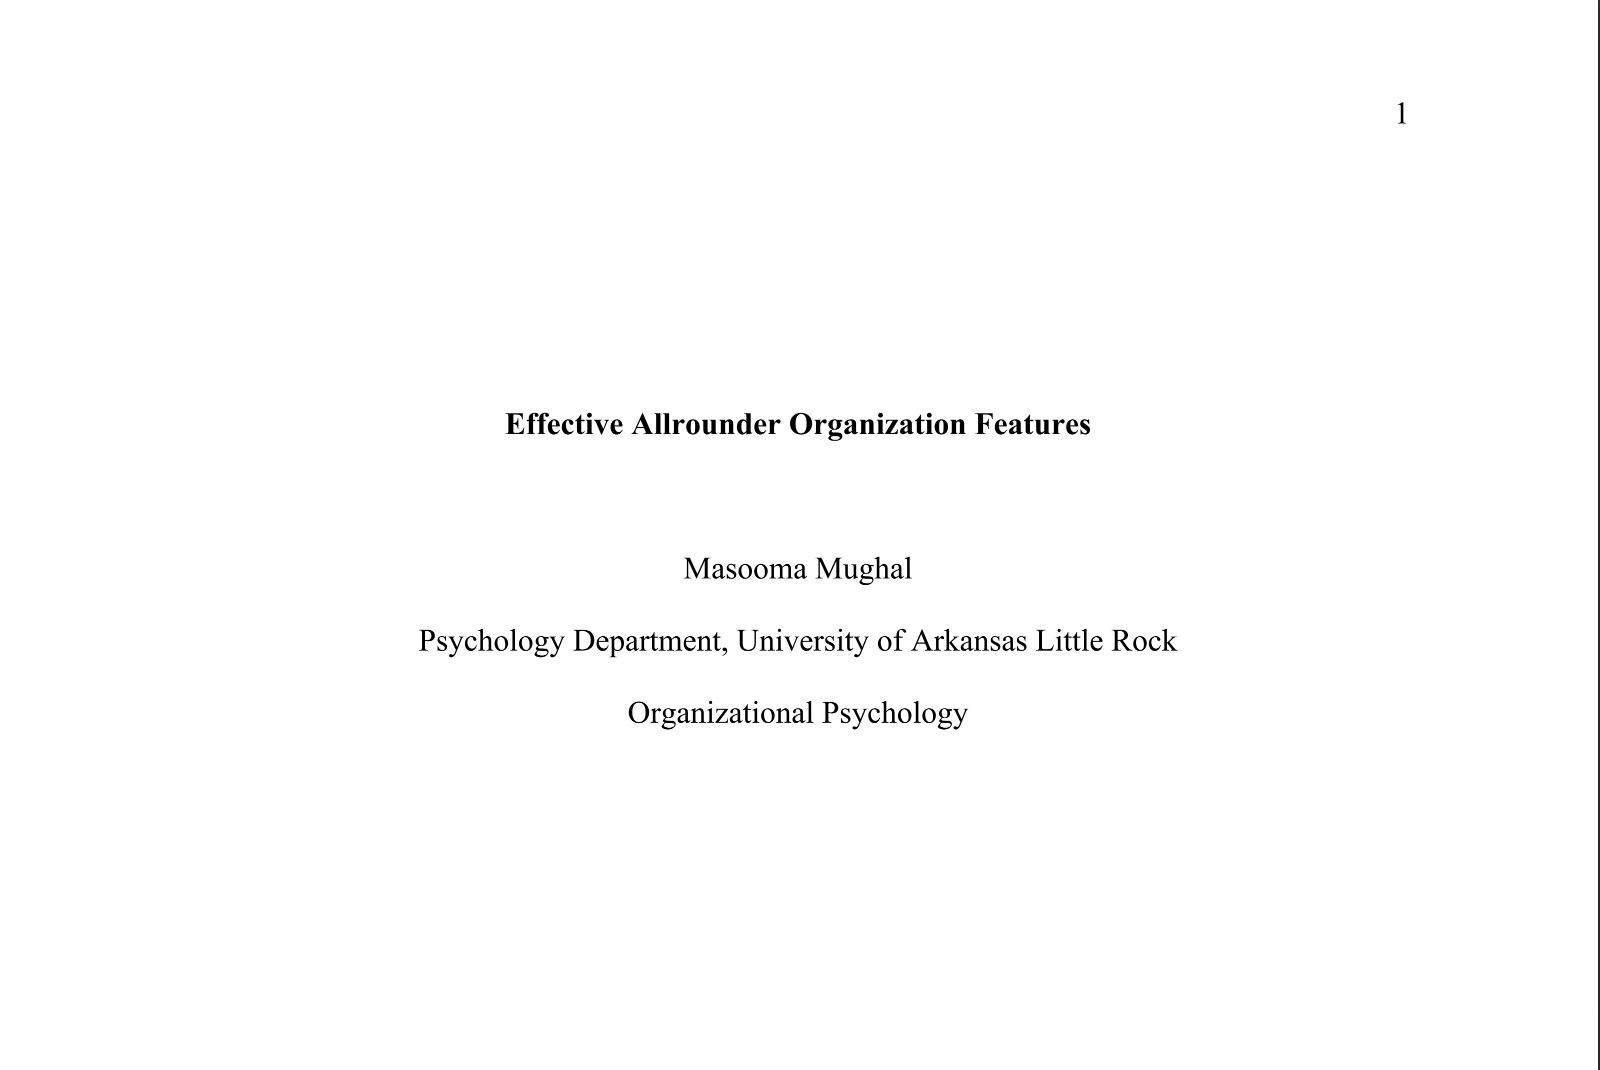 1
Effective Allrounder Organization Features
Masooma Mughal
Psychology Department, University of Arkansas Little Rock
Organizational Psychology